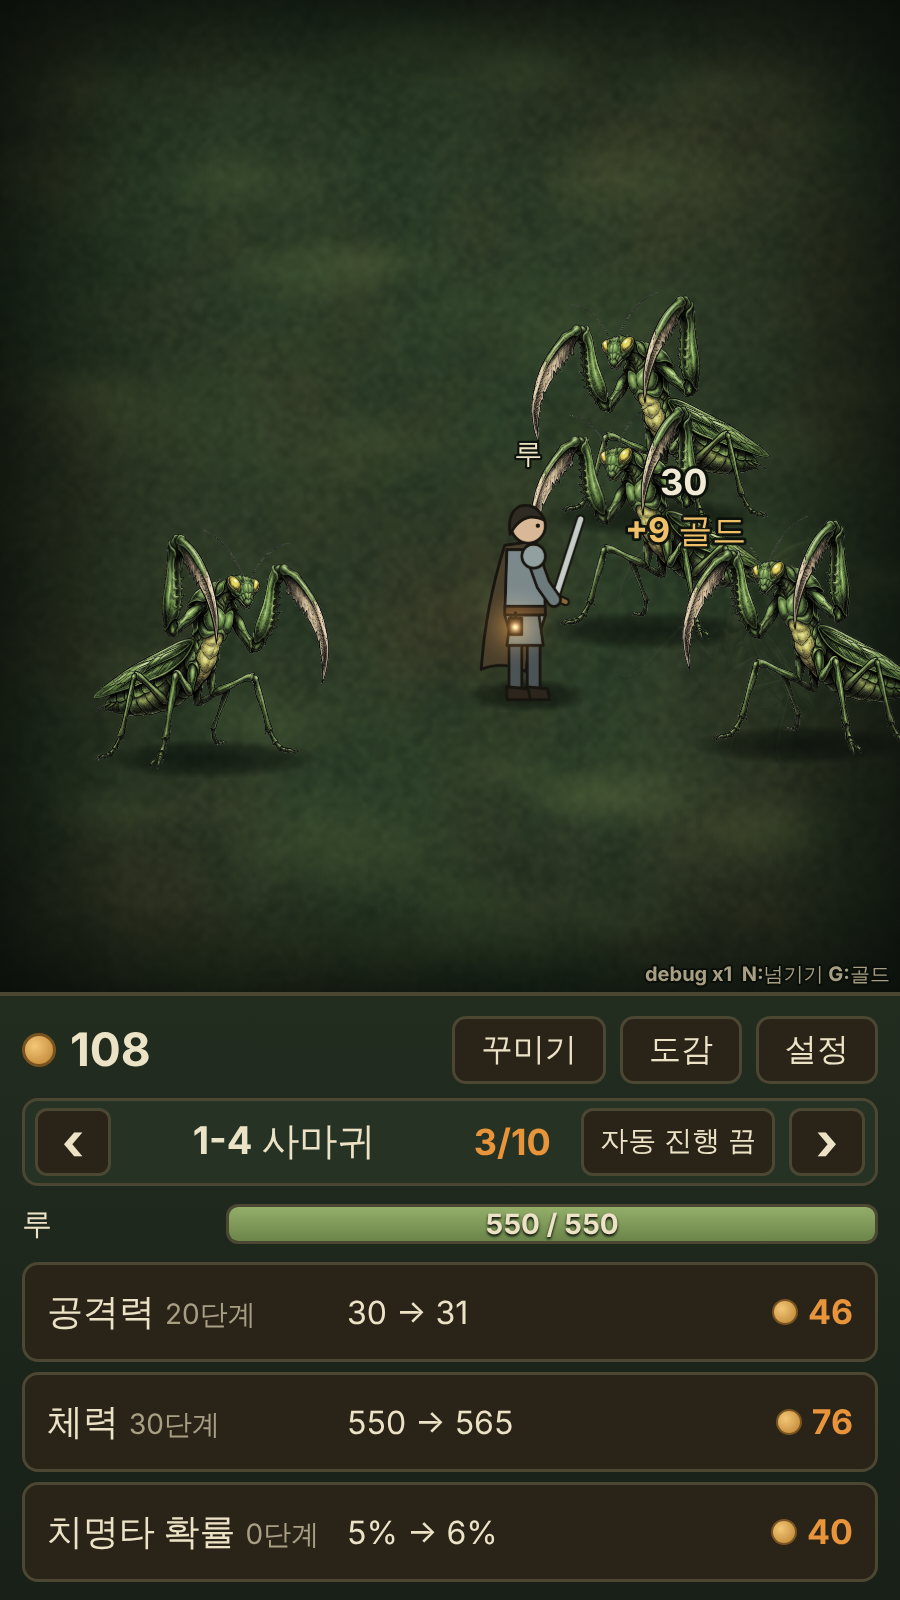 루
30
+9 골드
debug x1 N:넘기기 G:골드
108
꾸미기
도감
설정
‹
1-4 사마귀
3/10
자동 진행 끔
›
루
550 / 550
공격력 20단계 30 → 31 46
체력 30단계 550 → 565 76
치명타 확률 0단계 5% → 6% 40